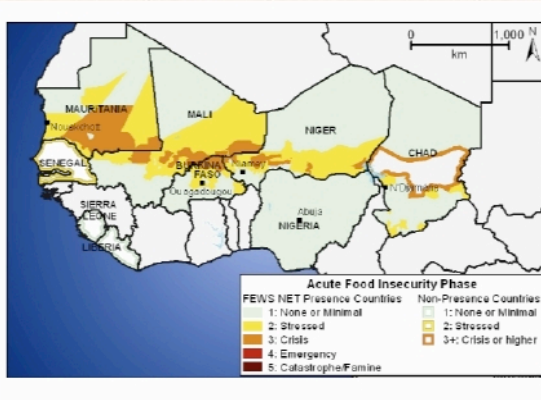 0 1,000 N
km
MAURITANIA
Nouakchott
MALI
NIGER
CHAD
SENEGAL
BURKINA
FASO
Niamey
Ouagadougou
N'Djamena
SIERRA
LEONE
Abuja
NIGERIA
LIBERIA
Acute Food Insecurity Phase
FEWS NET Presence Countries
1: None or Minimal
2: Stressed
3: Crisis
4: Emergency
5: Catastrophe/Famine
Non-Presence Countries
1: None or Minimal
2: Stressed
3+: Crisis or higher